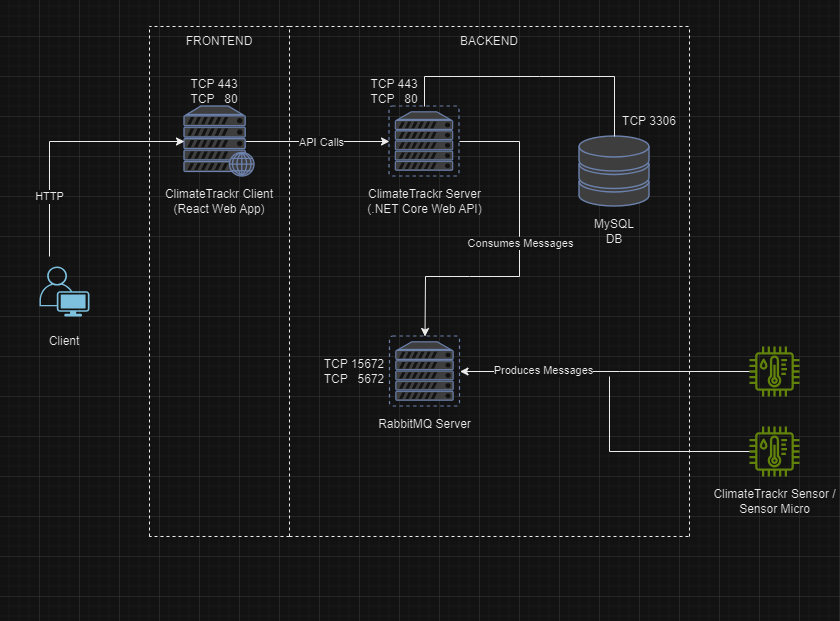 FRONTEND
BACKEND
TCP 443
TCP 80
TCP 443
TCP 80
TCP 3306
API Calls
HTTP
ClimateTrackr Client
(React Web App)
ClimateTrackr Server
(.NET Core Web API)
MySQL
DB
Consumes Messages
Client
TCP 15672
TCP 5672
Produces Messages
RabbitMQ Server
ClimateTrackr Sensor /
Sensor Micro